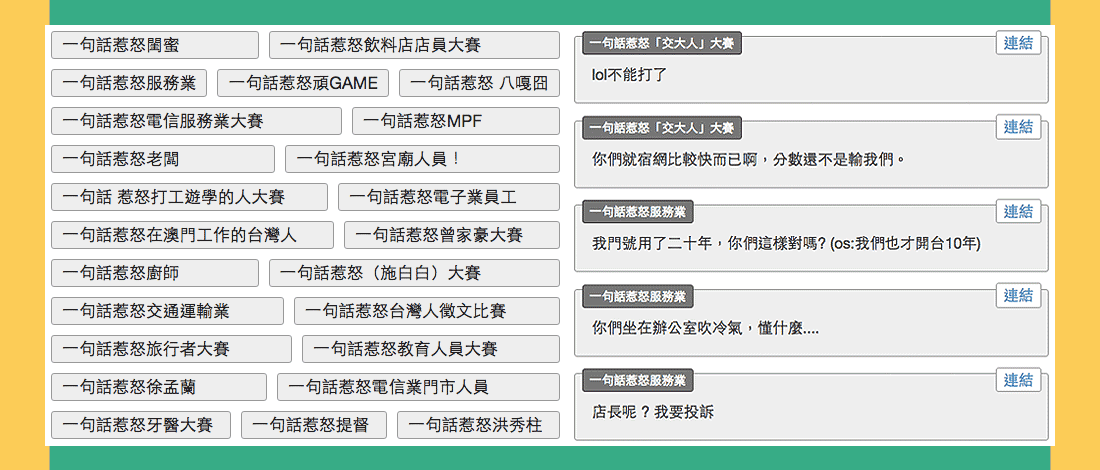 一句話惹怒閨蜜
一句話惹怒飲料店店員大賽
一句話惹怒服務業
一句話惹怒頑GAME
一句話惹怒 八嘎囧
一句話惹怒電信服務業大賽
一句話惹怒MPF
一句話惹怒老闆
一句話惹怒宮廟人員！
一句話 惹怒打工遊學的人大賽
一句話惹怒電子業員工
一句話惹怒在澳門工作的台灣人
一句話惹怒曾家豪大賽
一句話惹怒廚師
一句話惹怒（施白白）大賽
一句話惹怒交通運輸業
一句話惹怒台灣人徵文比賽
一句話惹怒旅行者大賽
一句話惹怒教育人員大賽
一句話惹怒徐孟蘭
一句話惹怒電信業門市人員
一句話惹怒牙醫大賽
一句話惹怒提督
一句話惹怒洪秀柱
一句話惹怒「交大人」大賽
連結
lol不能打了
一句話惹怒「交大人」大賽
連結
你們就宿網比較快而已啊，分數還不是輸我們。
一句話惹怒服務業
連結
我門號用了二十年，你們這樣對嗎? (os:我們也才開台10年)
一句話惹怒服務業
連結
你們坐在辦公室吹冷氣，懂什麼....
一句話惹怒服務業
連結
店長呢？我要投訴